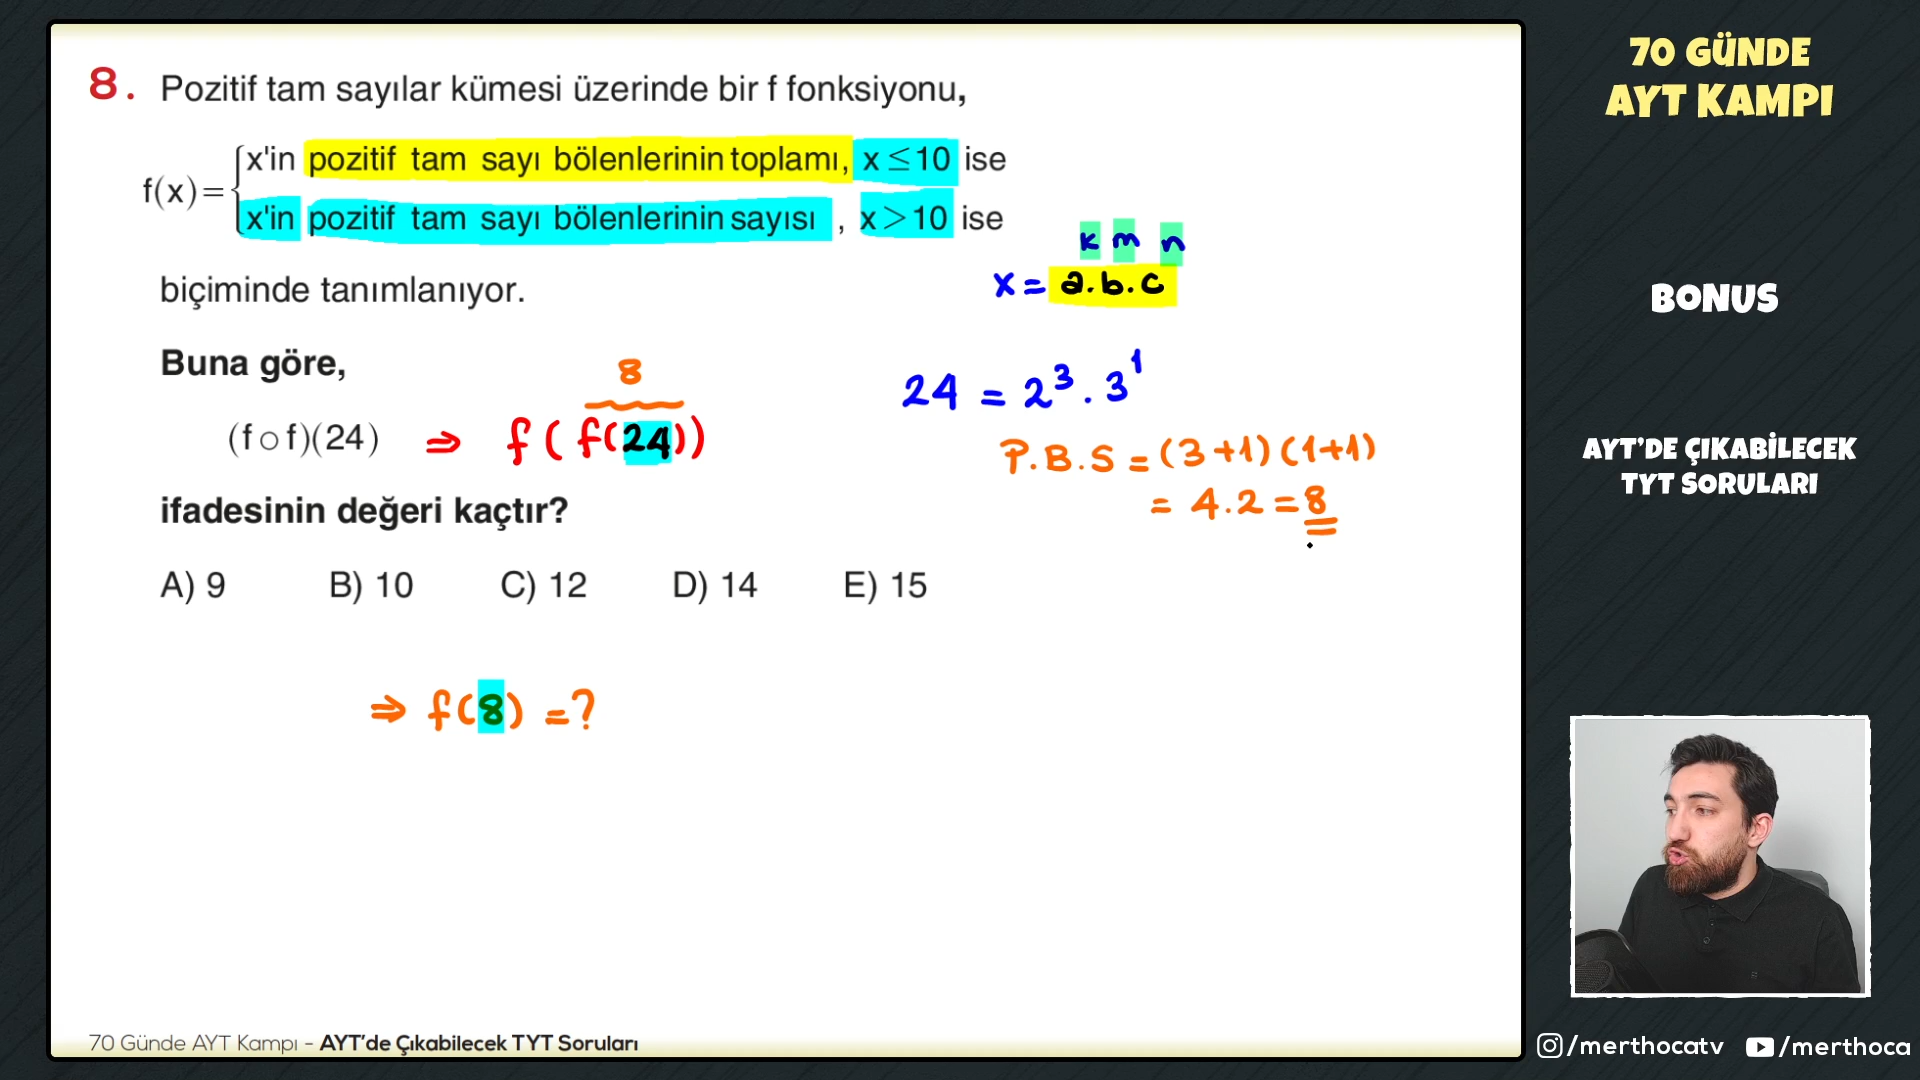 8. Pozitif tam sayılar kümesi üzerinde bir f fonksiyonu,
f(x) = { x'in pozitif tam sayı bölenlerinin toplamı, x ≤ 10 ise
x'in pozitif tam sayı bölenlerinin sayısı , x > 10 ise
biçiminde tanımlanıyor.
k m n
x = a.b.c
Buna göre,
8
24 = 2³ . 3¹
(f o f)(24) ⇒ f ( f(24))
P.B.S = (3+1) (1+1)
= 4.2 = 8
ifadesinin değeri kaçtır?
A) 9 B) 10 C) 12 D) 14 E) 15
⇒ f(8) = ?
70 Günde AYT Kampı - AYT'de Çıkabilecek TYT Soruları
70 GÜNDE
AYT KAMPI
BONUS
AYT'DE ÇIKABİLECEK
TYT SORULARI
/merthocatv /merthoca